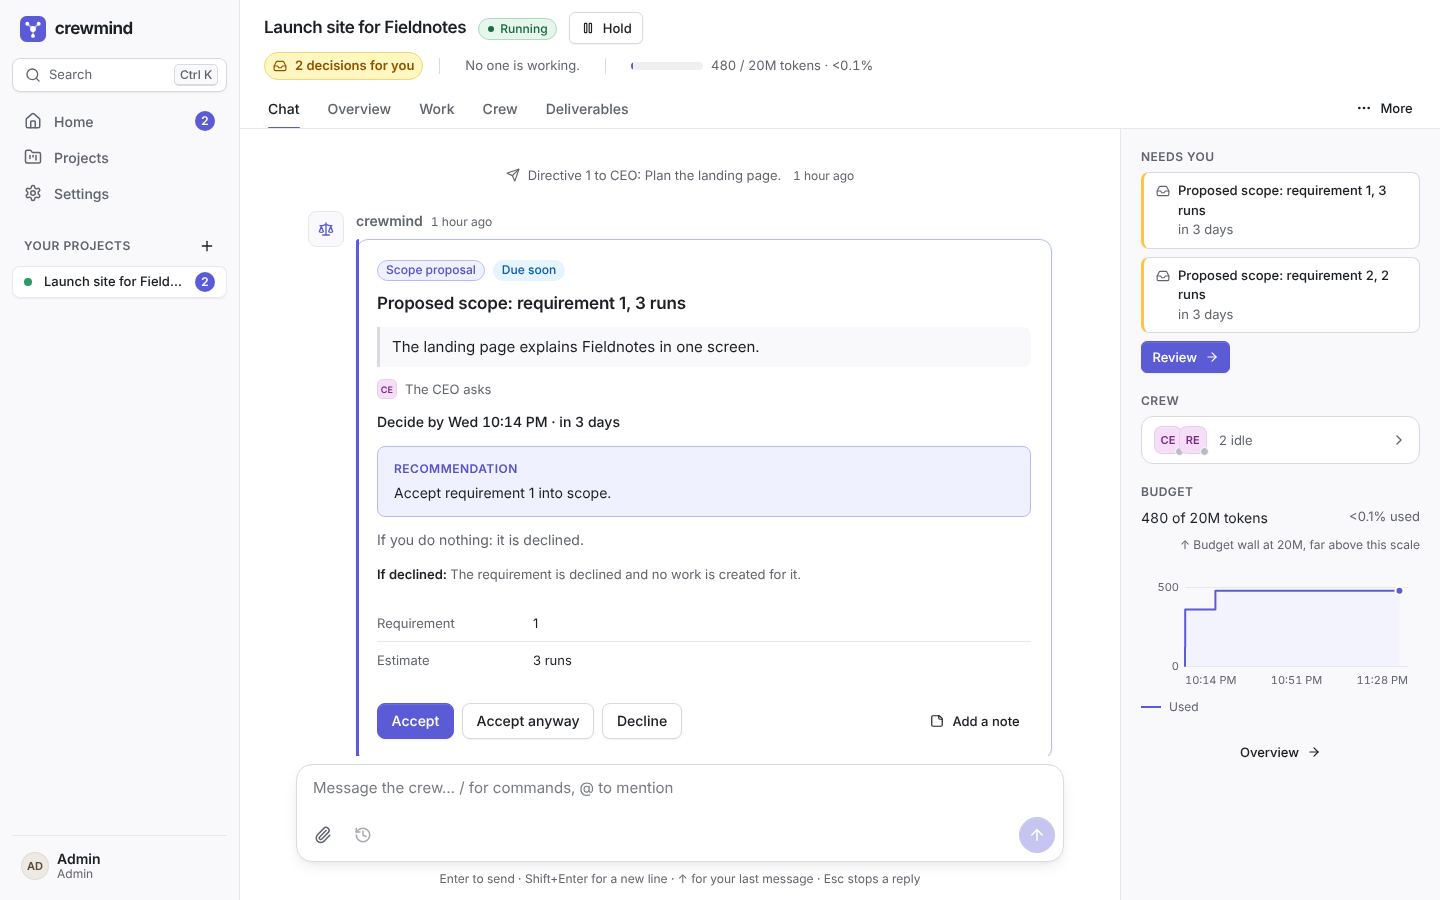 crewmind
Search
Ctrl K
Home
2
Projects
Settings
YOUR PROJECTS
Launch site for Field...
2
AD
Admin
Admin
Launch site for Fieldnotes
Running
Hold
2 decisions for you
No one is working.
480 / 20M tokens · <0.1%
Chat
Overview
Work
Crew
Deliverables
More
Directive 1 to CEO: Plan the landing page. 1 hour ago
crewmind 1 hour ago
Scope proposal
Due soon
Proposed scope: requirement 1, 3 runs
The landing page explains Fieldnotes in one screen.
CE
The CEO asks
Decide by Wed 10:14 PM · in 3 days
RECOMMENDATION
Accept requirement 1 into scope.
If you do nothing: it is declined.
If declined: The requirement is declined and no work is created for it.
Requirement 1
Estimate 3 runs
Accept
Accept anyway
Decline
Add a note
Message the crew... / for commands, @ to mention
Enter to send · Shift+Enter for a new line · ↑ for your last message · Esc stops a reply
NEEDS YOU
Proposed scope: requirement 1, 3
runs
in 3 days
Proposed scope: requirement 2, 2
runs
in 3 days
Review →
CREW
CE RE 2 idle
BUDGET
480 of 20M tokens <0.1% used
↑ Budget wall at 20M, far above this scale
500
0
10:14 PM 10:51 PM 11:28 PM
Used
Overview →